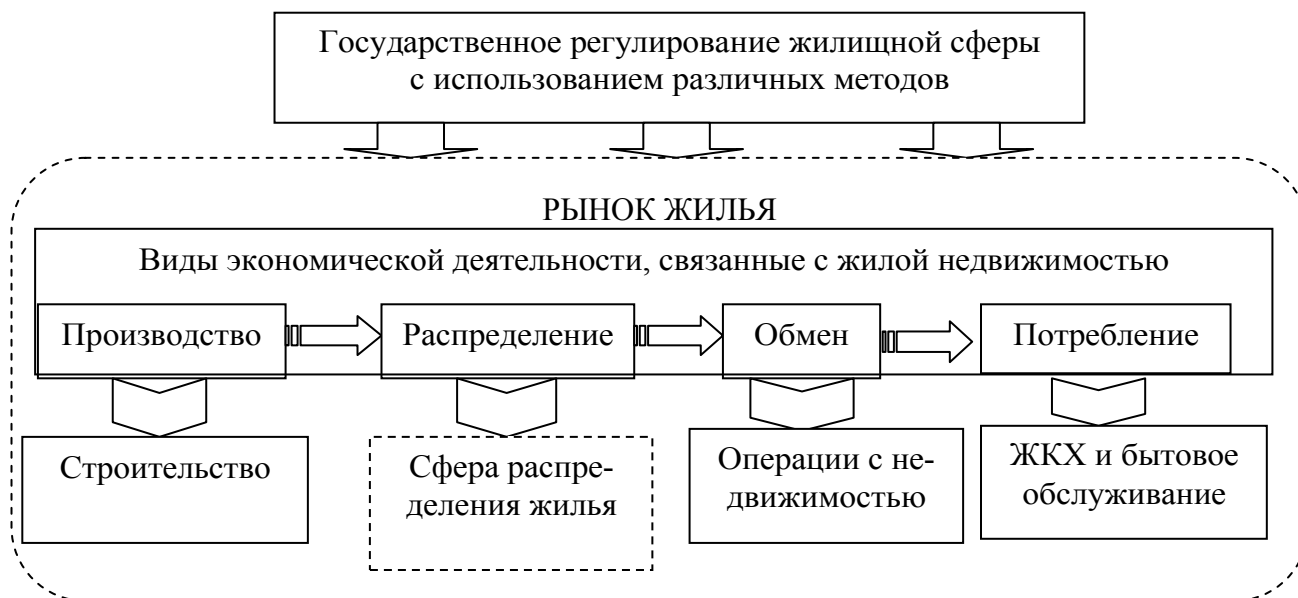 Государственное регулирование жилищной сферы
с использованием различных методов
РЫНОК ЖИЛЬЯ
Виды экономической деятельности, связанные с жилой недвижимостью
Производство
Распределение
Обмен
Потребление
Строительство
Сфера распре-
деления жилья
Операции с не-
движимостью
ЖКХ и бытовое
обслуживание